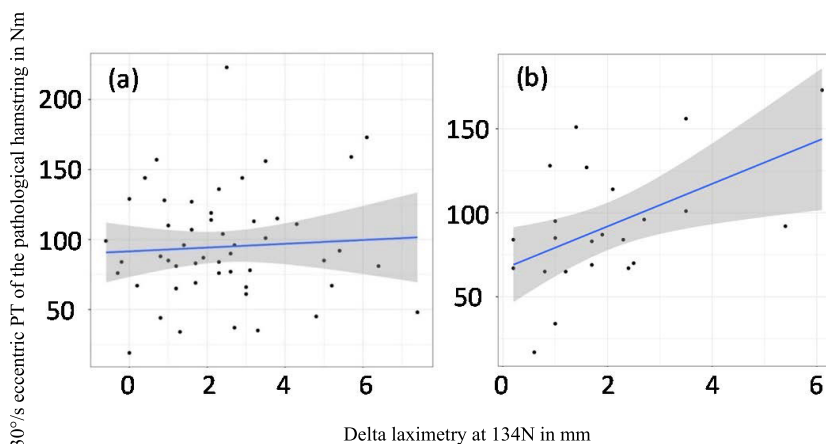 30°/s eccentric PT of the pathological hamstring in Nm
(a)
200
150
100
50
0 2 4 6
(b)
150
100
50
0 2 4 6
Delta laximetry at 134N in mm